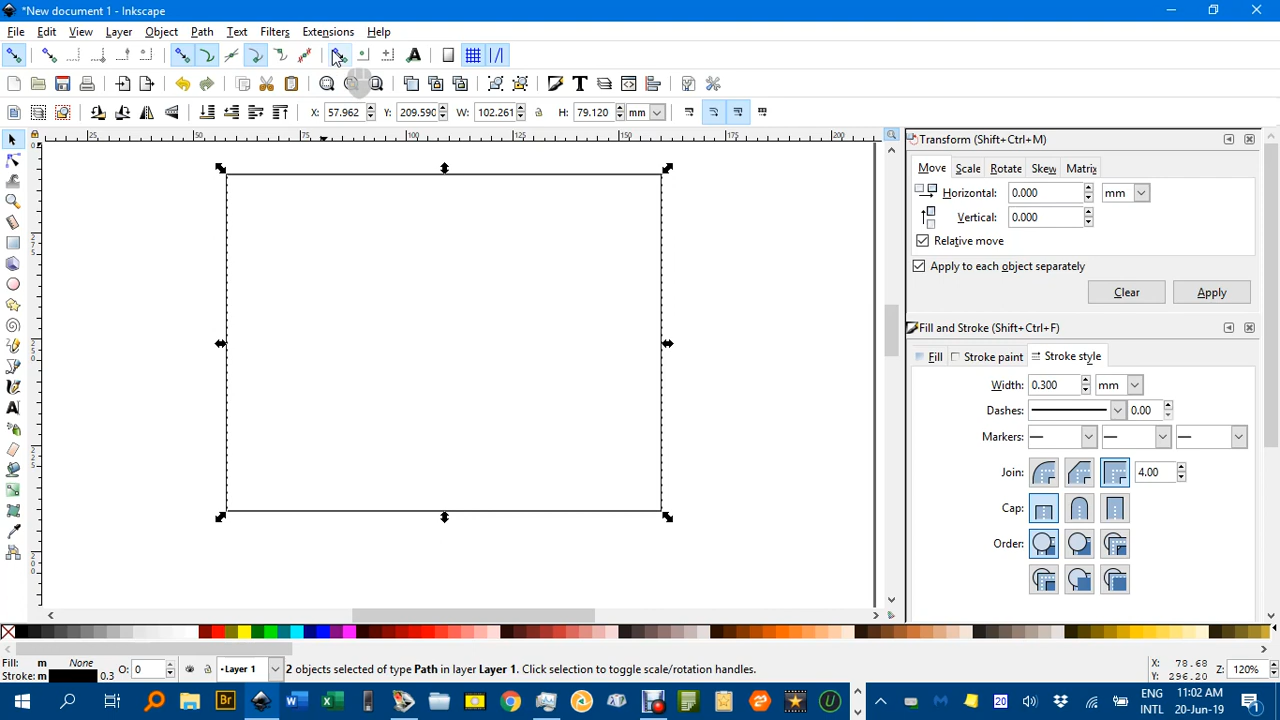 *New document 1 - Inkscape
File Edit View Layer Object Path Text Filters Extensions Help
X: 57.962 Y: 209.590 W: 102.261 H: 79.120 mm
25 50 75 100 125 150 175 200
Transform (Shift+Ctrl+M)
Move Scale Rotate Skew Matrix
Horizontal: 0.000 mm
Vertical: 0.000
Relative move
Apply to each object separately
Clear Apply
Fill and Stroke (Shift+Ctrl+F)
Fill Stroke paint Stroke style
Width: 0.300 mm
Dashes: 0.00
Markers:
Join: 4.00
Cap:
Order:
Fill: m None O: 0 Layer 1 2 objects selected of type Path in layer Layer 1. Click selection to toggle scale/rotation handles. X: 78.68 Z: 120%
Stroke: m 0.3 Y: 296.20
Br 20 U ENG 11:02 AM
INTL 20-Jun-19